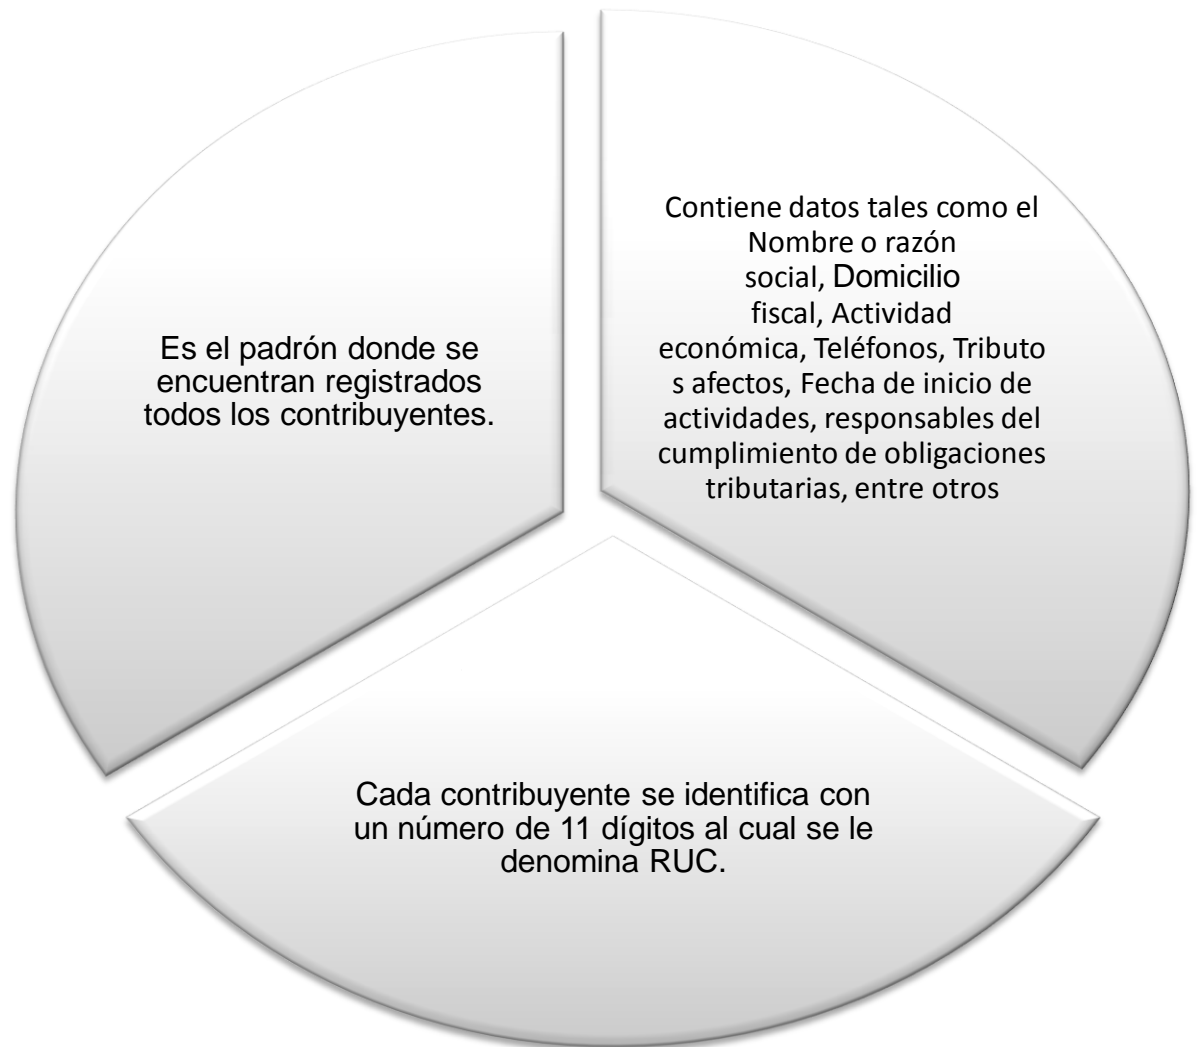 Es el padrón donde se
encuentran registrados
todos los contribuyentes.
Contiene datos tales como el
Nombre o razón
social, Domicilio
fiscal, Actividad
económica, Teléfonos, Tributo
s afectos, Fecha de inicio de
actividades, responsables del
cumplimiento de obligaciones
tributarias, entre otros
Cada contribuyente se identifica con
un número de 11 dígitos al cual se le
denomina RUC.